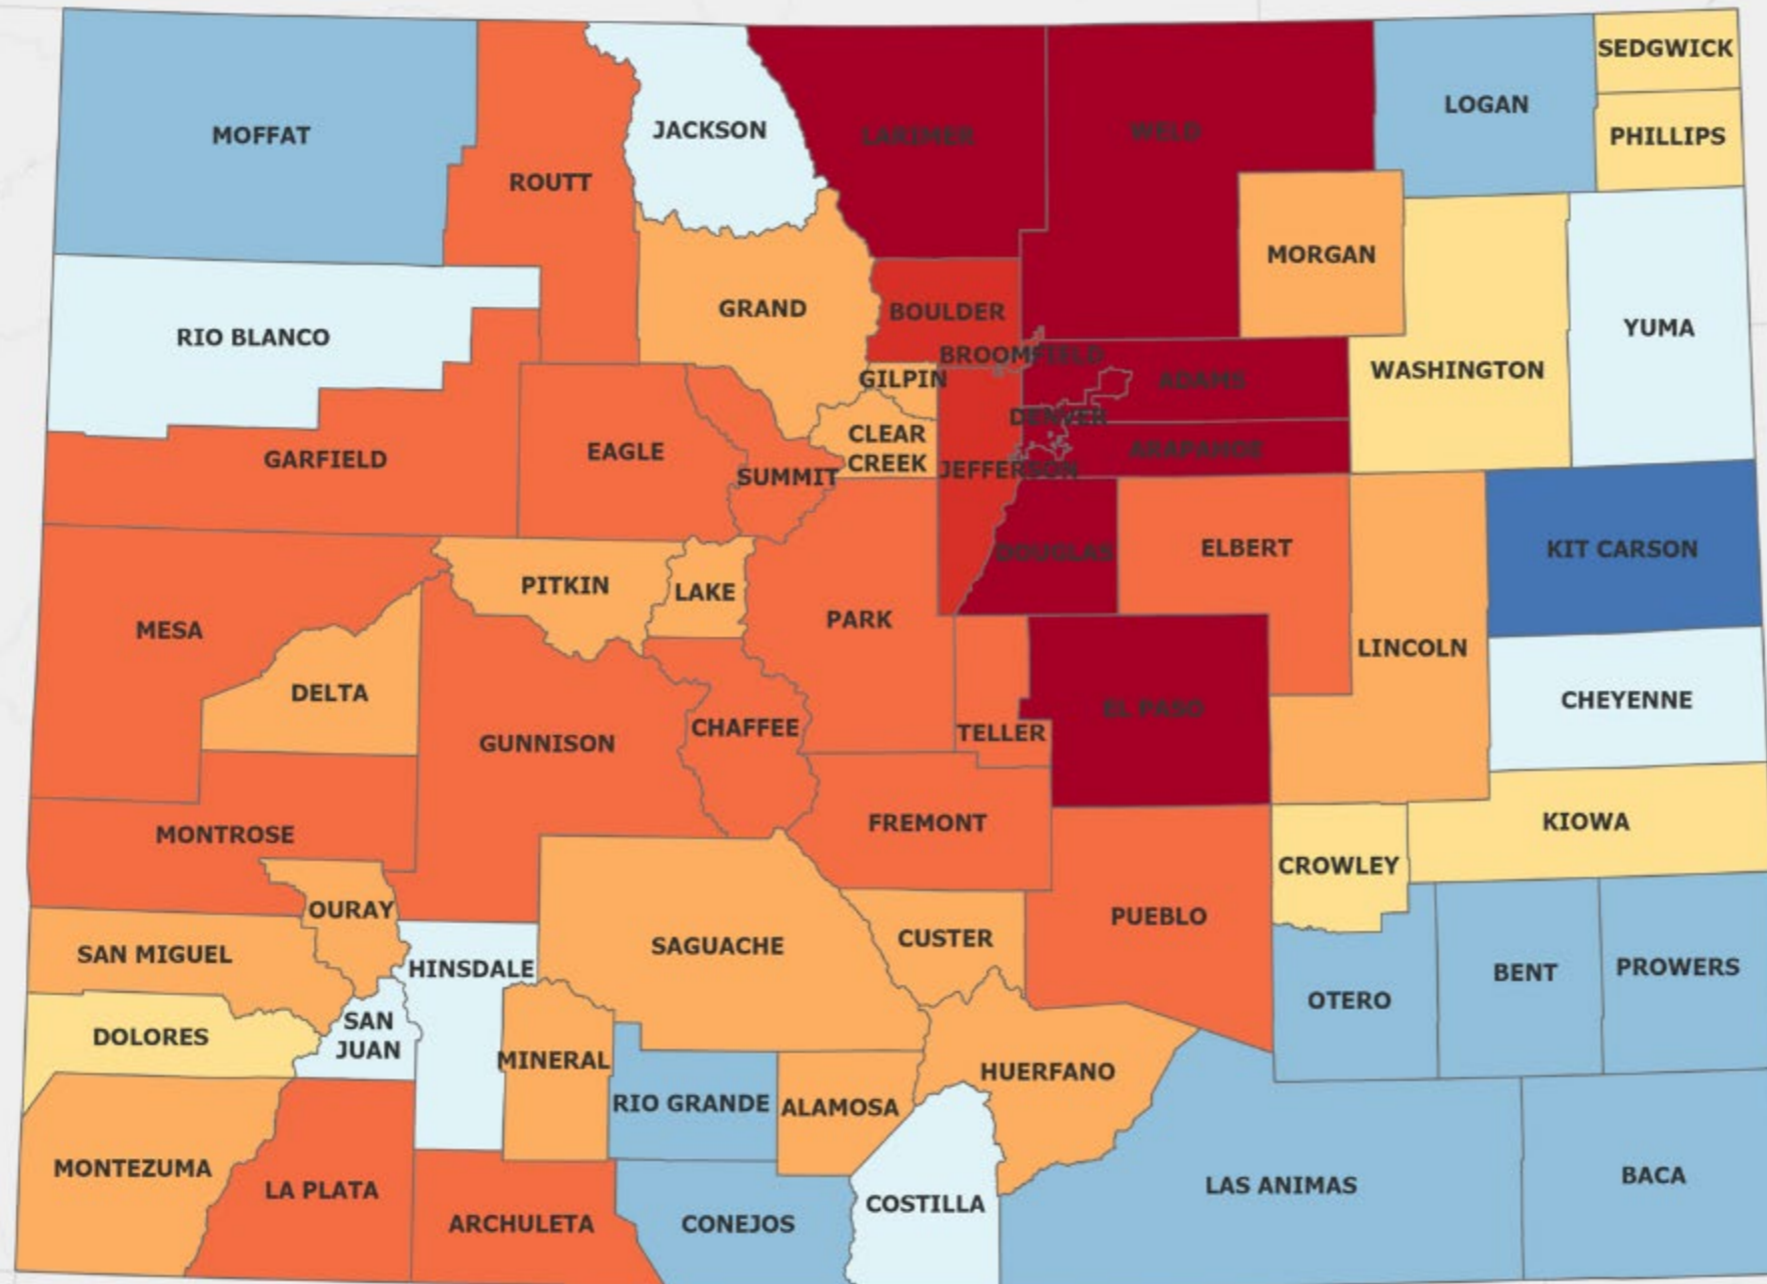 SEDGWICK
LOGAN
JACKSON
MOFFAT
LARIMER
WELD
PHILLIPS
ROUTT
MORGAN
GRAND
BOULDER
YUMA
RIO BLANCO
BROOMFIELD
GILPIN
ADAMS
WASHINGTON
DENVER
CLEAR
CREEK
EAGLE
ARAPAHOE
GARFIELD
SUMMIT
JEFFERSON
DOUGLAS
ELBERT
KIT CARSON
PITKIN
LAKE
PARK
MESA
LINCOLN
DELTA
CHEYENNE
EL PASO
CHAFFEE
TELLER
GUNNISON
FREMONT
KIOWA
MONTROSE
CROWLEY
OURAY
PUEBLO
CUSTER
SAGUACHE
SAN MIGUEL
HINSDALE
PROWERS
BENT
OTERO
SAN
JUAN
DOLORES
MINERAL
HUERFANO
RIO GRANDE
ALAMOSA
MONTEZUMA
LA PLATA
BACA
LAS ANIMAS
COSTILLA
ARCHULETA
CONEJOS